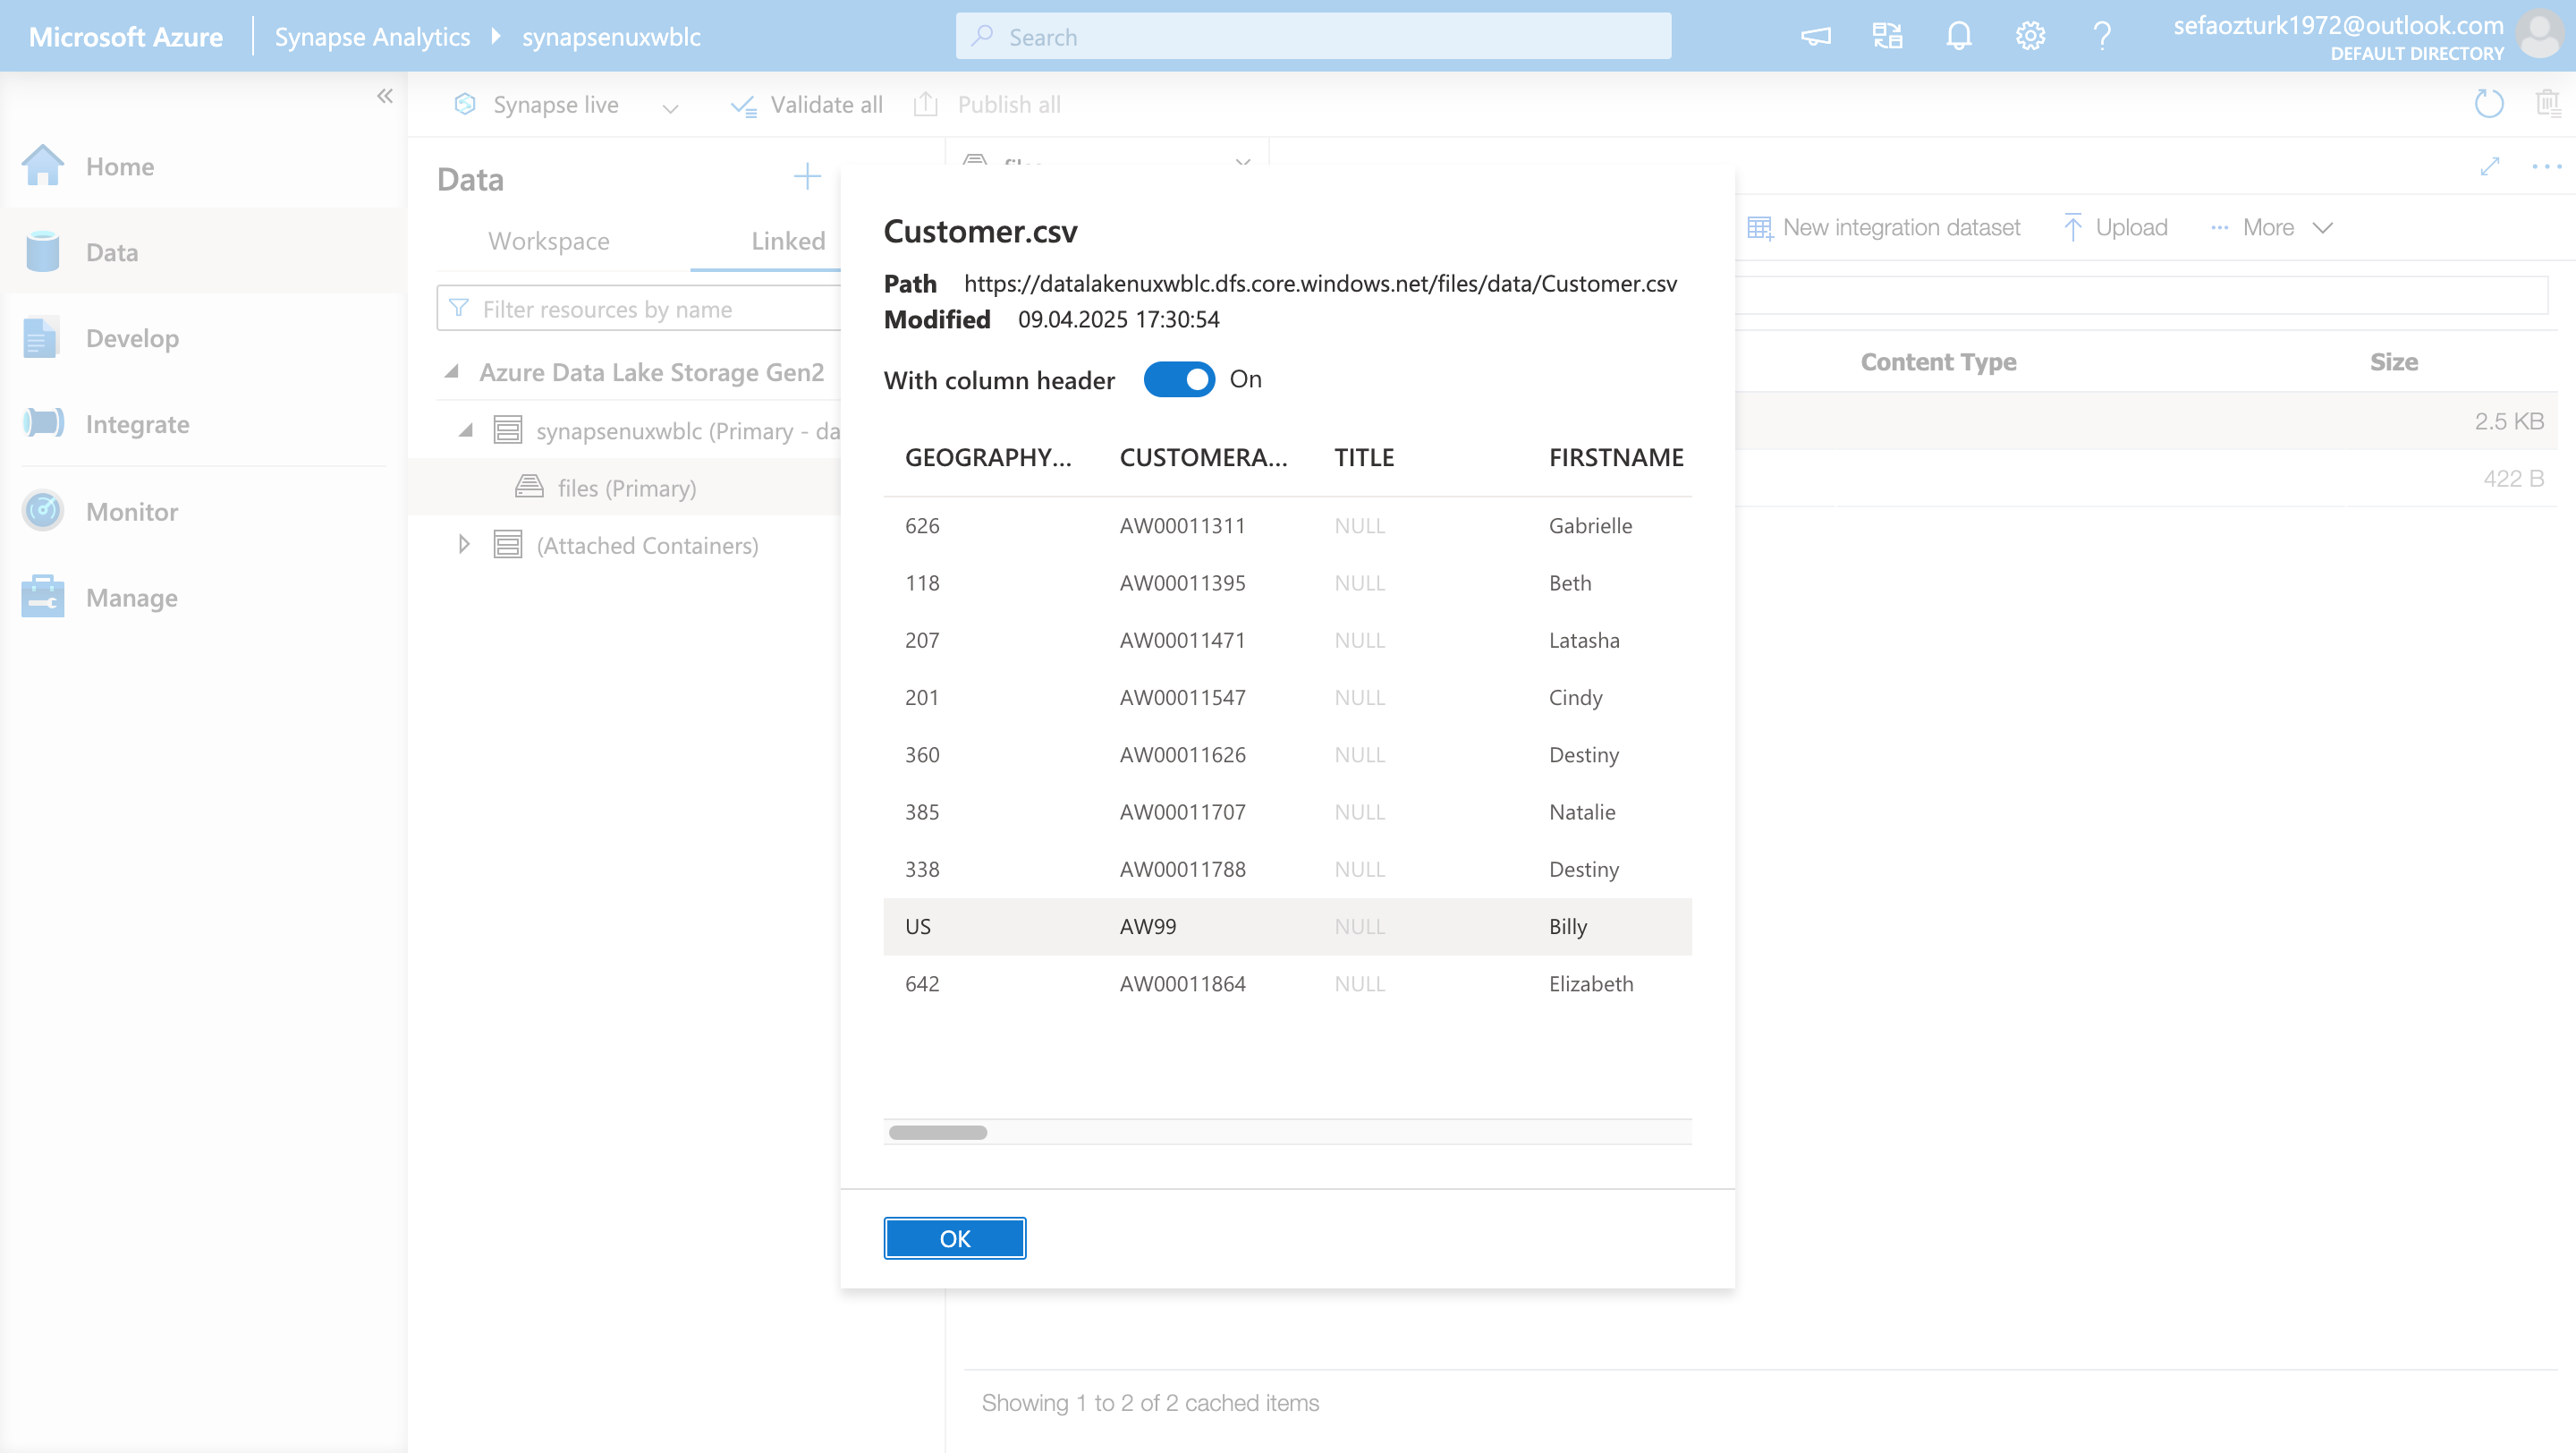 Microsoft Azure
Synapse Analytics
synapsenuxwblc
Search
sefaozturk1972@outlook.com
DEFAULT DIRECTORY
Synapse live
Validate all
Publish all
Home
Data
Develop
Integrate
Monitor
Manage
Data
Workspace
Linked
Filter resources by name
Azure Data Lake Storage Gen2
synapsenuxwblc (Primary - da
files (Primary)
(Attached Containers)
New integration dataset
Upload
More
Content Type Size
2.5 KB
422 B
Customer.csv
Path https://datalakenuxwblc.dfs.core.windows.net/files/data/Customer.csv
Modified 09.04.2025 17:30:54
With column header On
GEOGRAPHY... CUSTOMERA... TITLE FIRSTNAME
626 AW00011311 NULL Gabrielle
118 AW00011395 NULL Beth
207 AW00011471 NULL Latasha
201 AW00011547 NULL Cindy
360 AW00011626 NULL Destiny
385 AW00011707 NULL Natalie
338 AW00011788 NULL Destiny
US AW99 NULL Billy
642 AW00011864 NULL Elizabeth
OK
Showing 1 to 2 of 2 cached items